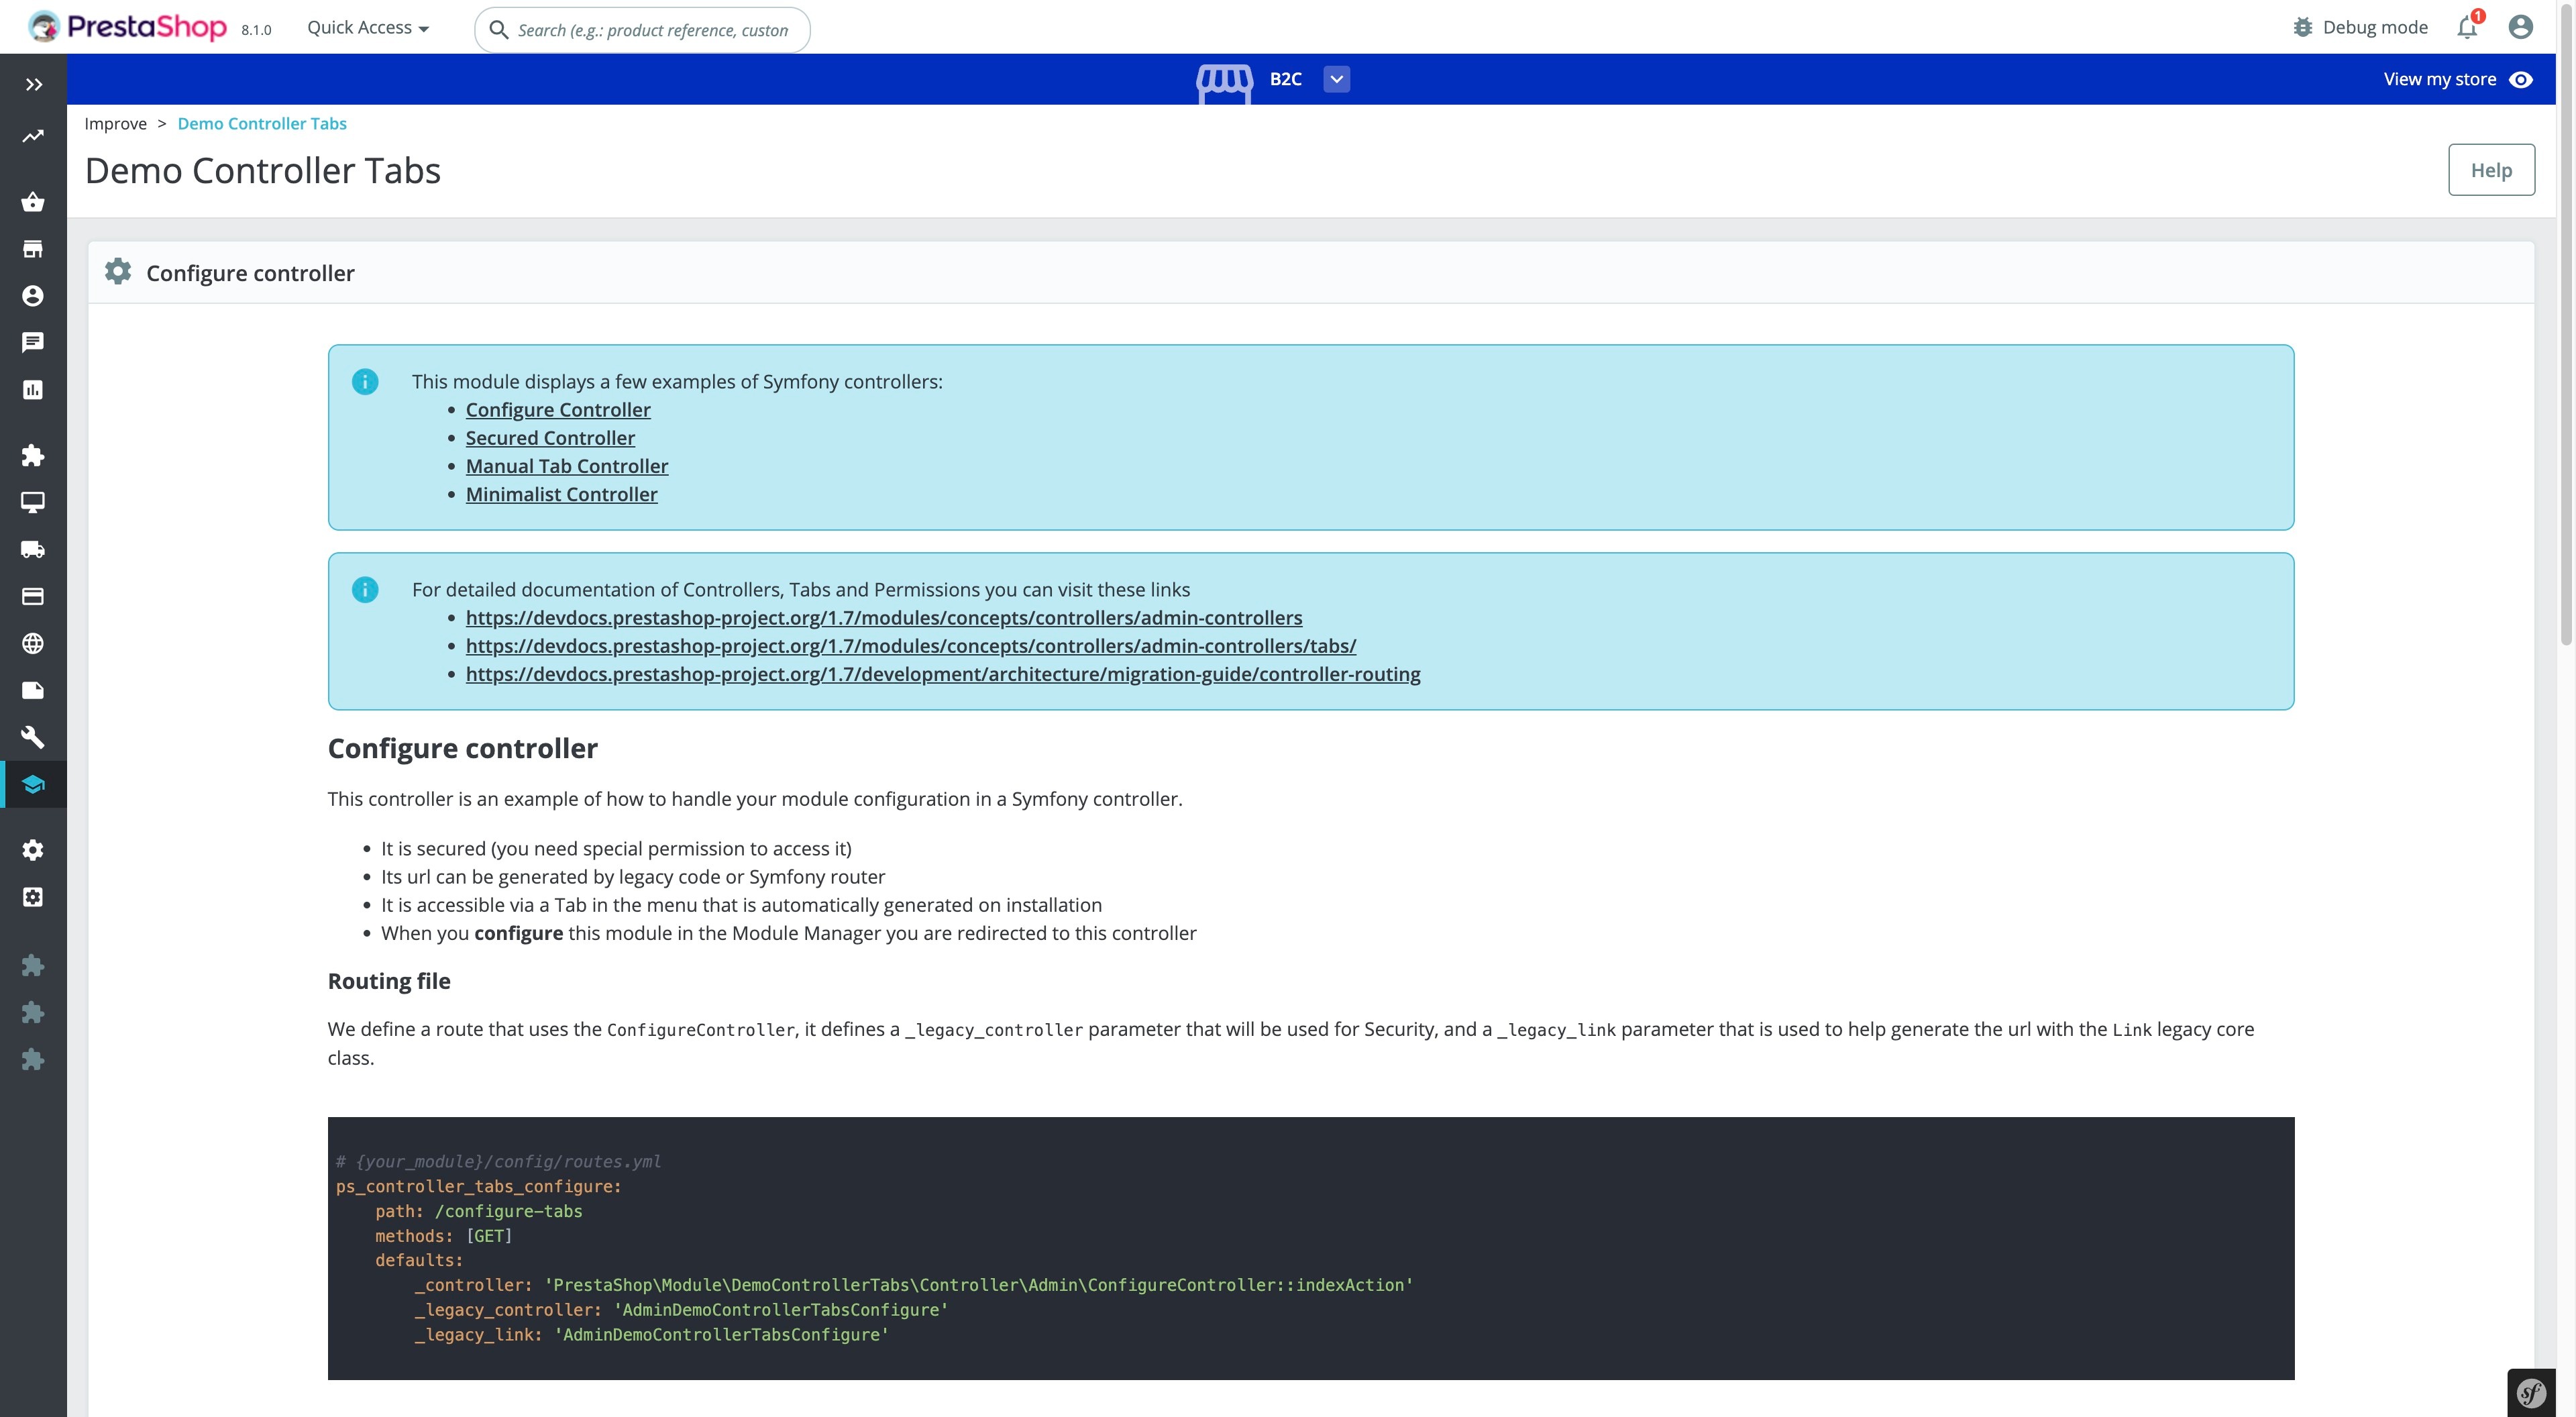 PrestaShop 8.1.0 Quick Access Search (e.g.: product reference, custon Debug mode 1
B2C View my store
Improve > Demo Controller Tabs
Demo Controller Tabs
Help
Configure controller
This module displays a few examples of Symfony controllers:
• Configure Controller
• Secured Controller
• Manual Tab Controller
• Minimalist Controller
For detailed documentation of Controllers, Tabs and Permissions you can visit these links
• https://devdocs.prestashop-project.org/1.7/modules/concepts/controllers/admin-controllers
• https://devdocs.prestashop-project.org/1.7/modules/concepts/controllers/admin-controllers/tabs/
• https://devdocs.prestashop-project.org/1.7/development/architecture/migration-guide/controller-routing
Configure controller
This controller is an example of how to handle your module configuration in a Symfony controller.
• It is secured (you need special permission to access it)
• Its url can be generated by legacy code or Symfony router
• It is accessible via a Tab in the menu that is automatically generated on installation
• When you configure this module in the Module Manager you are redirected to this controller
Routing file
We define a route that uses the ConfigureController, it defines a _legacy_controller parameter that will be used for Security, and a _legacy_link parameter that is used to help generate the url with the Link legacy core
class.
# {your_module}/config/routes.yml
ps_controller_tabs_configure:
    path: /configure-tabs
    methods: [GET]
    defaults:
        _controller: 'PrestaShop\Module\DemoControllerTabs\Controller\Admin\ConfigureController::indexAction'
        _legacy_controller: 'AdminDemoControllerTabsConfigure'
        _legacy_link: 'AdminDemoControllerTabsConfigure'
sf